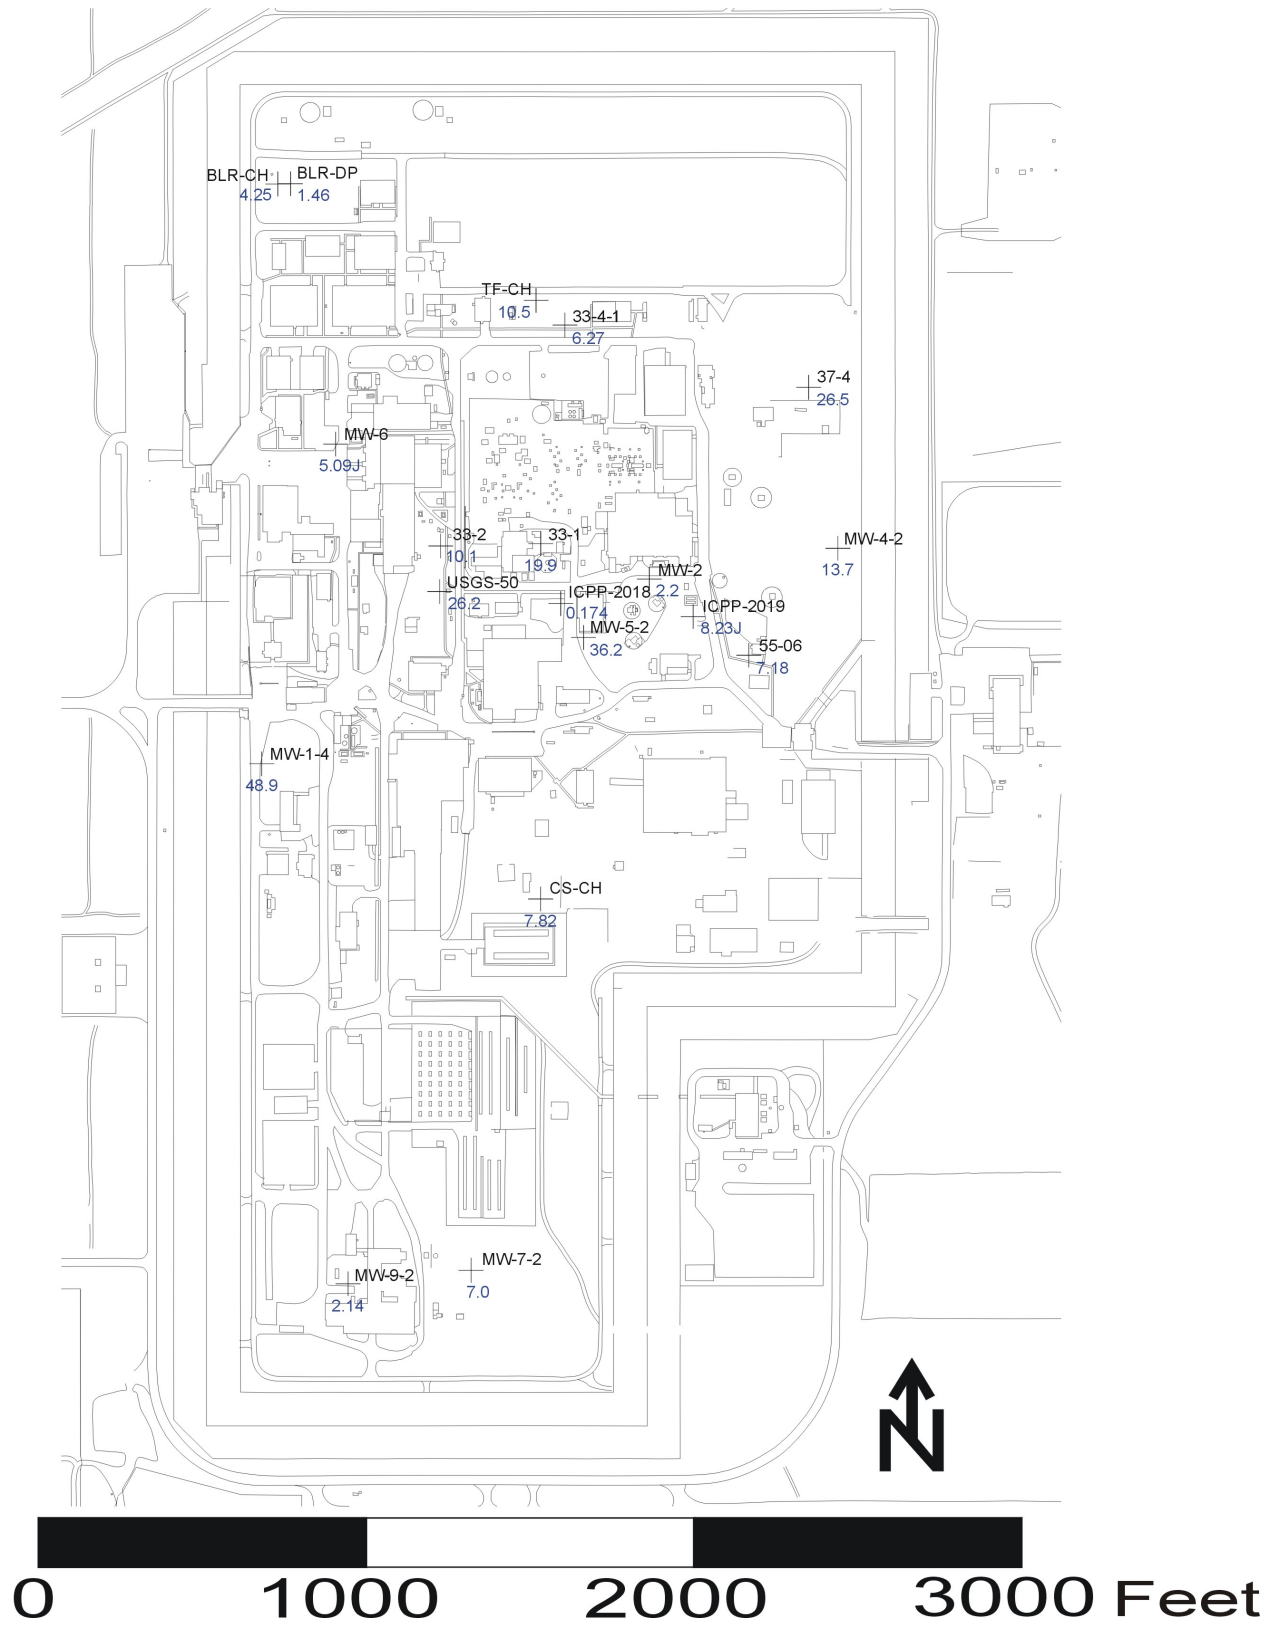 BLR-CH
BLR-DP
4.25
1.46
TF-CH
10.5
33-4-1
6.27
37-4
26.5
MW-6
5.09J
33-2
10.1
33-1
19.9
MW-4-2
13.7
MW-2
2.2
USGS-50
26.2
ICPP-2018
0.174
ICPP-2019
8.23J
MW-5-2
36.2
55-06
7.18
MW-1-4
48.9
CS-CH
7.82
MW-7-2
7.0
MW-9-2
2.14
N
0 1000 2000 3000 Feet